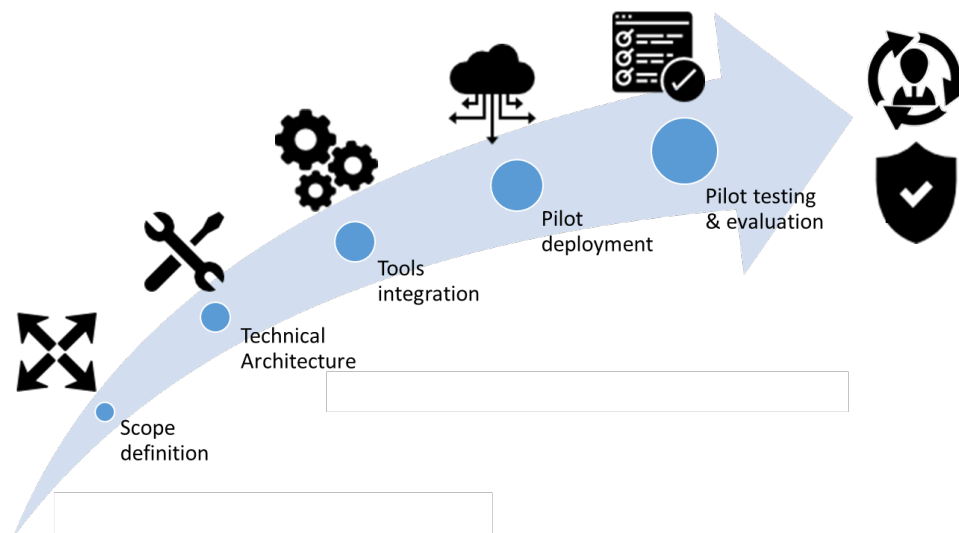 Scope
definition
Technical
Architecture
Tools
integration
Pilot
deployment
Pilot testing
& evaluation